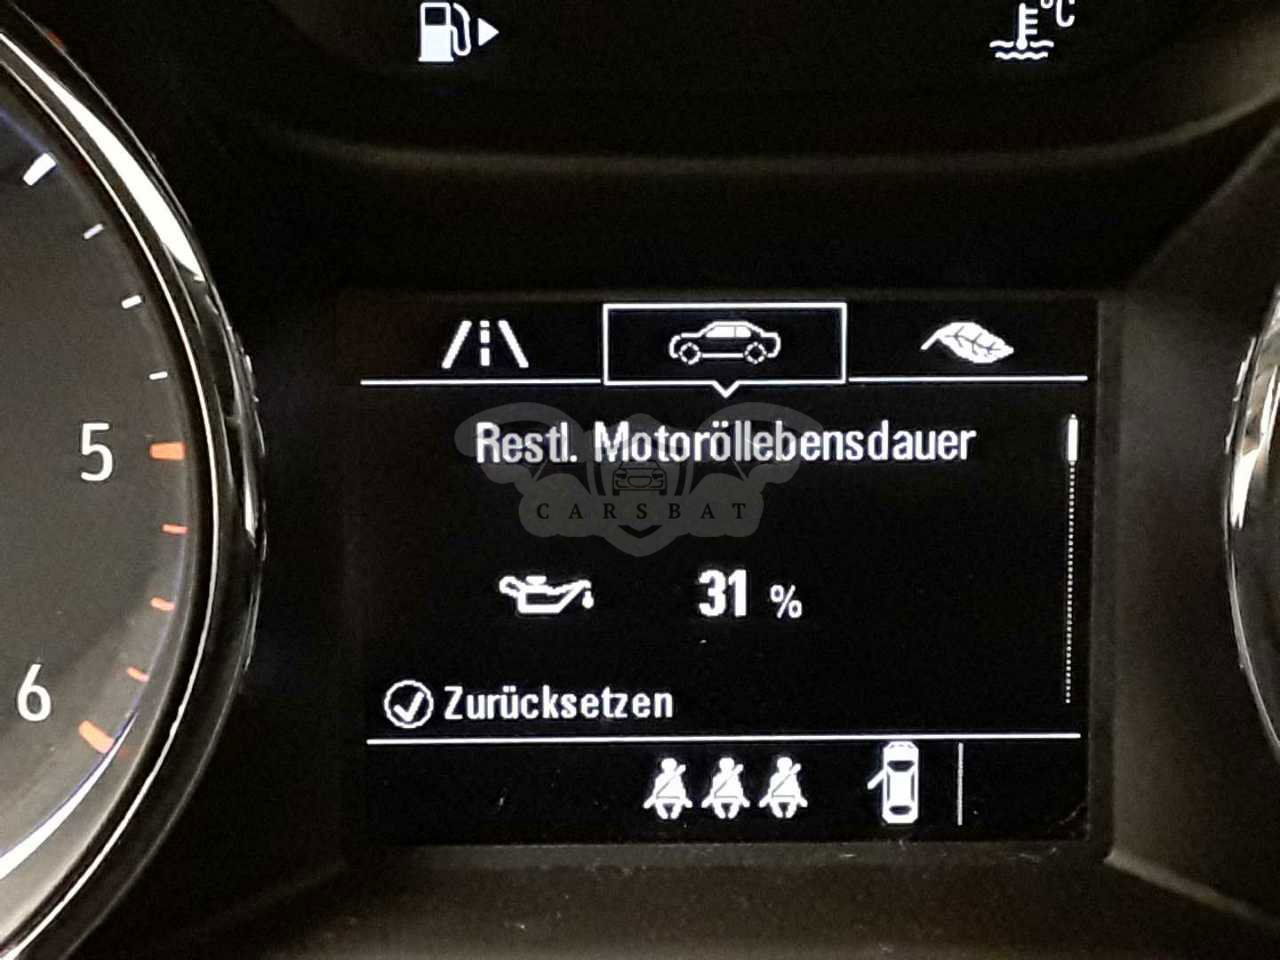 °C
5
Restl. Motoröllebensdauer
CARSBAT
31 %
Zurücksetzen
6